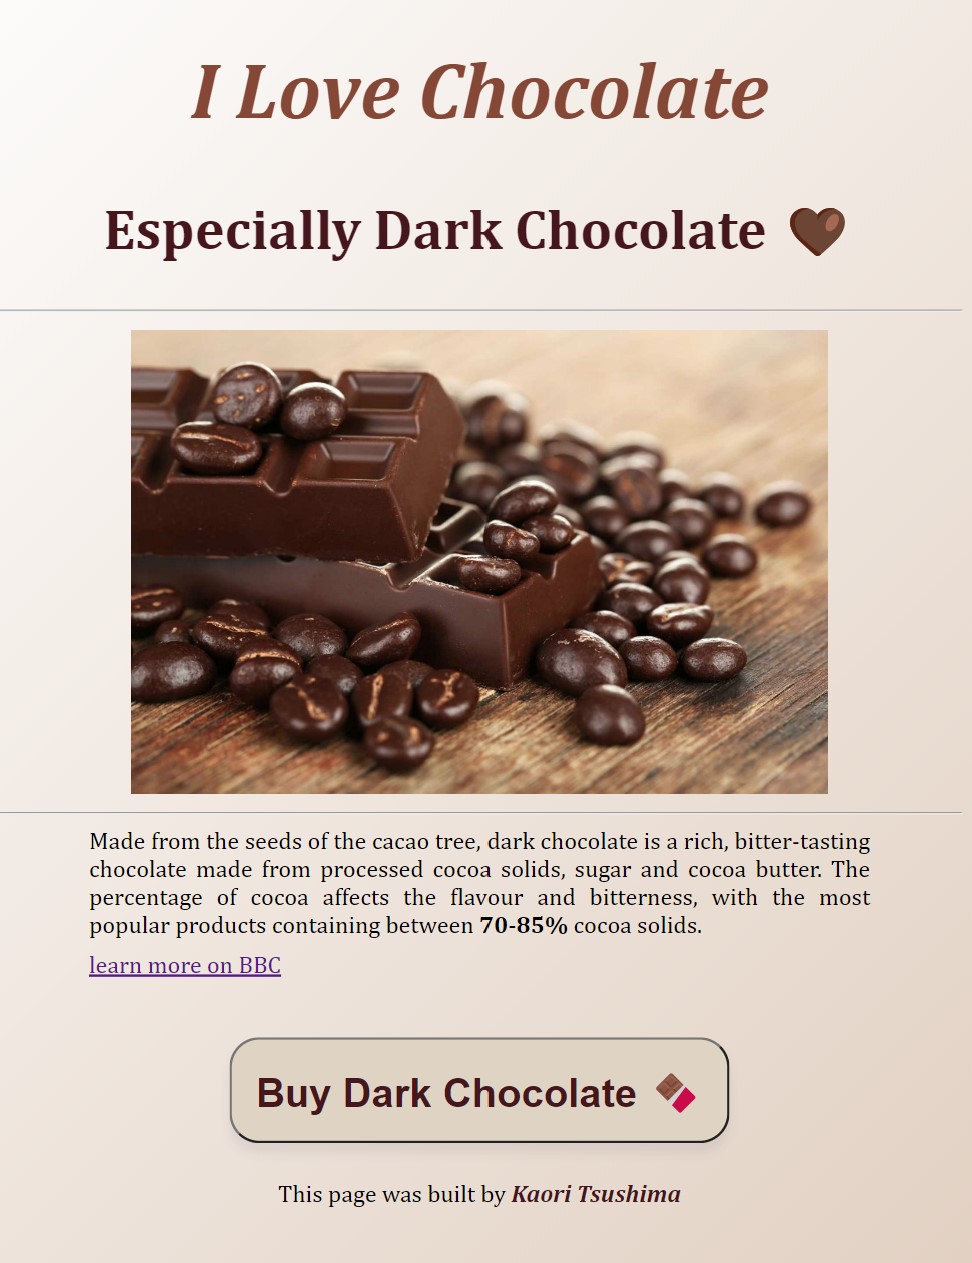 I Love Chocolate
Especially Dark Chocolate 🤎
Made from the seeds of the cacao tree, dark chocolate is a rich, bitter-tasting
chocolate made from processed cocoa solids, sugar and cocoa butter. The
percentage of cocoa affects the flavour and bitterness, with the most
popular products containing between 70-85% cocoa solids.
learn more on BBC
Buy Dark Chocolate 🍫
This page was built by Kaori Tsushima